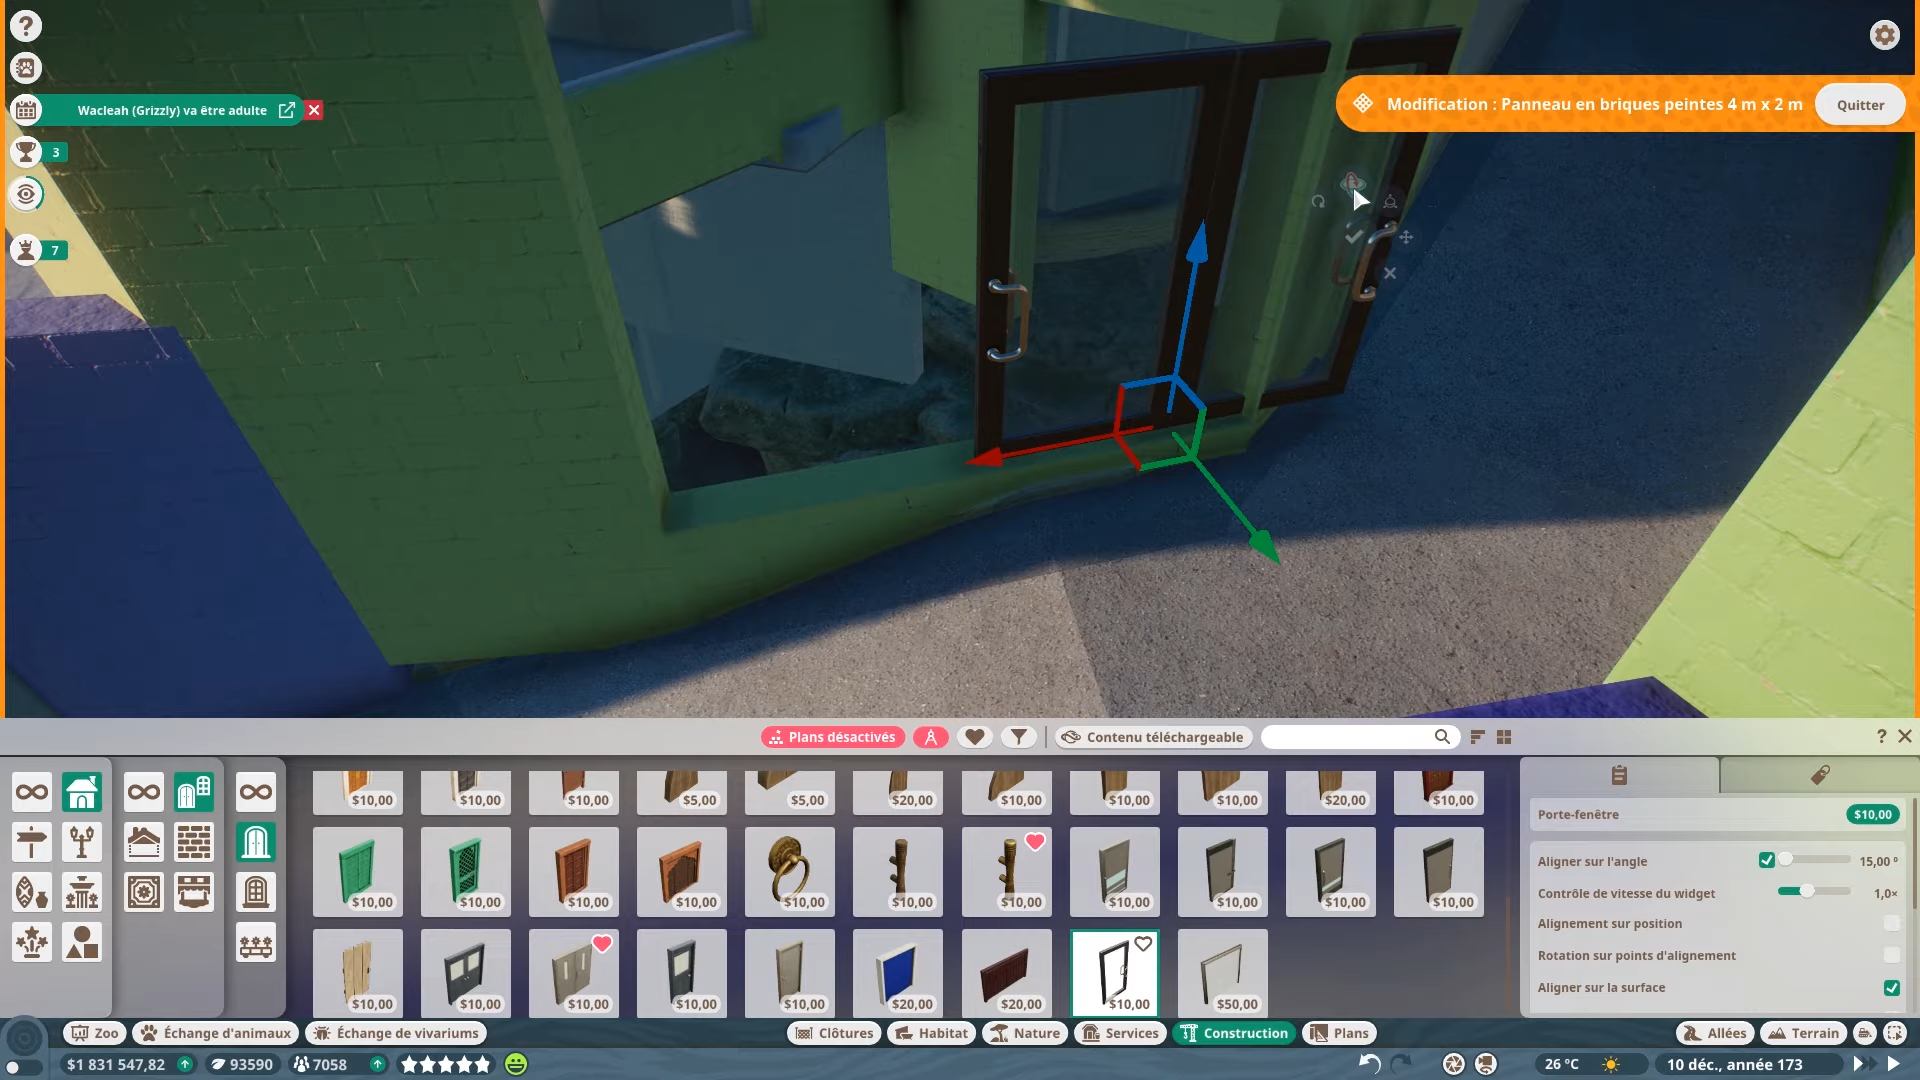 Wacleah (Grizzly) va être adulte
3
7
Modification : Panneau en briques peintes 4 m x 2 m
Quitter
Plans désactivés
Contenu téléchargeable
?
$10,00 $10,00 $10,00 $5,00 $5,00 $20,00 $10,00 $10,00 $10,00 $20,00 $10,00
$10,00 $10,00 $10,00 $10,00 $10,00 $10,00 $10,00 $10,00 $10,00 $10,00 $10,00
$10,00 $10,00 $10,00 $10,00 $10,00 $20,00 $20,00 $10,00 $50,00
Porte-fenêtre $10,00
Aligner sur l'angle 15,00 º
Contrôle de vitesse du widget 1,0×
Alignement sur position
Rotation sur points d'alignement
Aligner sur la surface
Zoo Échange d'animaux Échange de vivariums Clôtures Habitat Nature Services Construction Plans Allées Terrain
$1 831 547,82 93590 7058 26 °C 10 déc., année 173